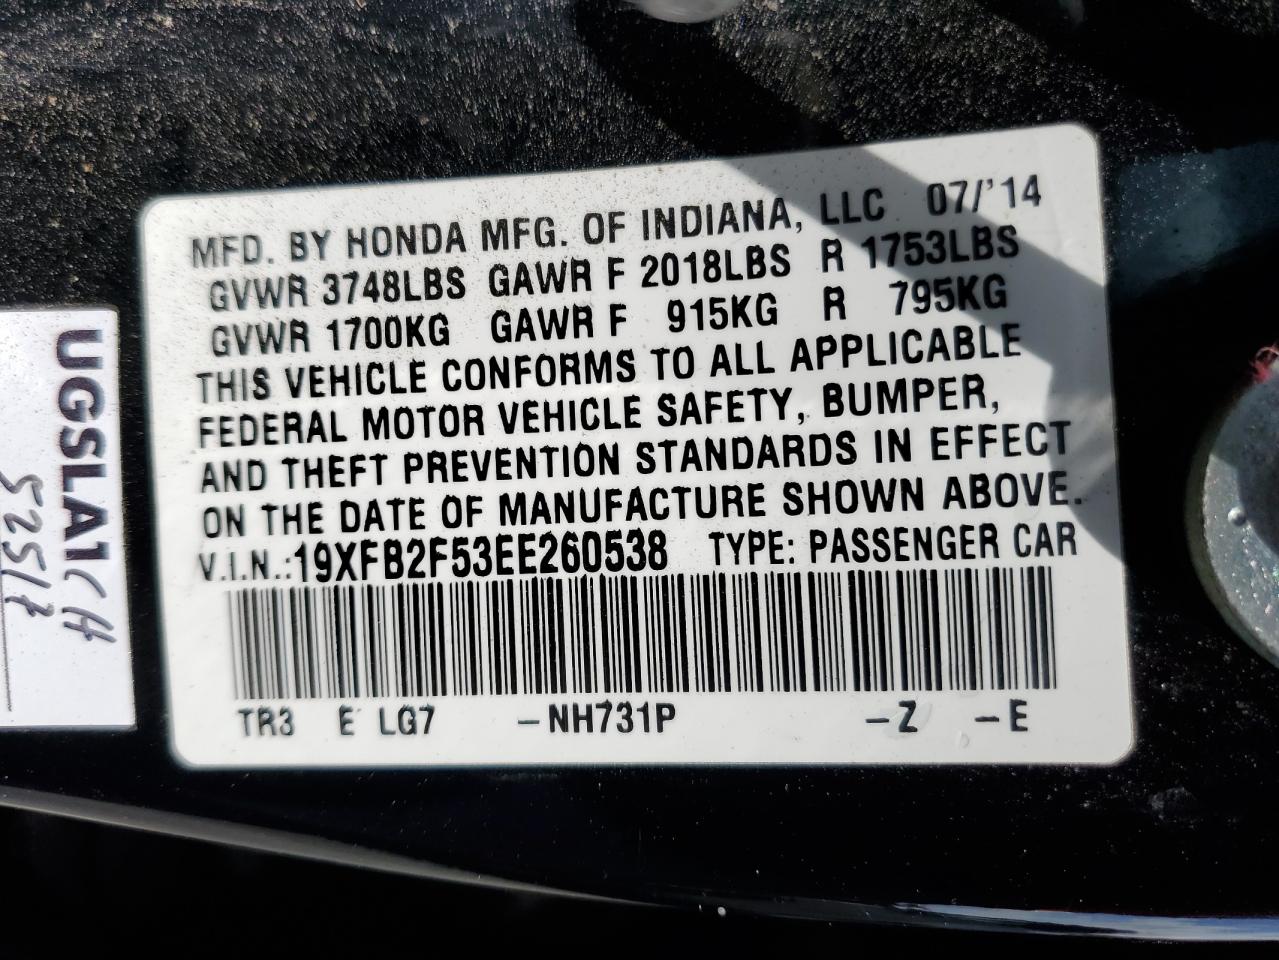 MFD. BY HONDA MFG. OF INDIANA, LLC 07/'14
GVWR 3748LBS GAWR F 2018LBS R 1753LBS
GVWR 1700KG GAWR F 915KG R 795KG
THIS VEHICLE CONFORMS TO ALL APPLICABLE
FEDERAL MOTOR VEHICLE SAFETY, BUMPER,
AND THEFT PREVENTION STANDARDS IN EFFECT
ON THE DATE OF MANUFACTURE SHOWN ABOVE.
V.I.N.:19XFB2F53EE260538 TYPE: PASSENGER CAR
TR3 E LG7 -NH731P -Z -E
UGSLA1